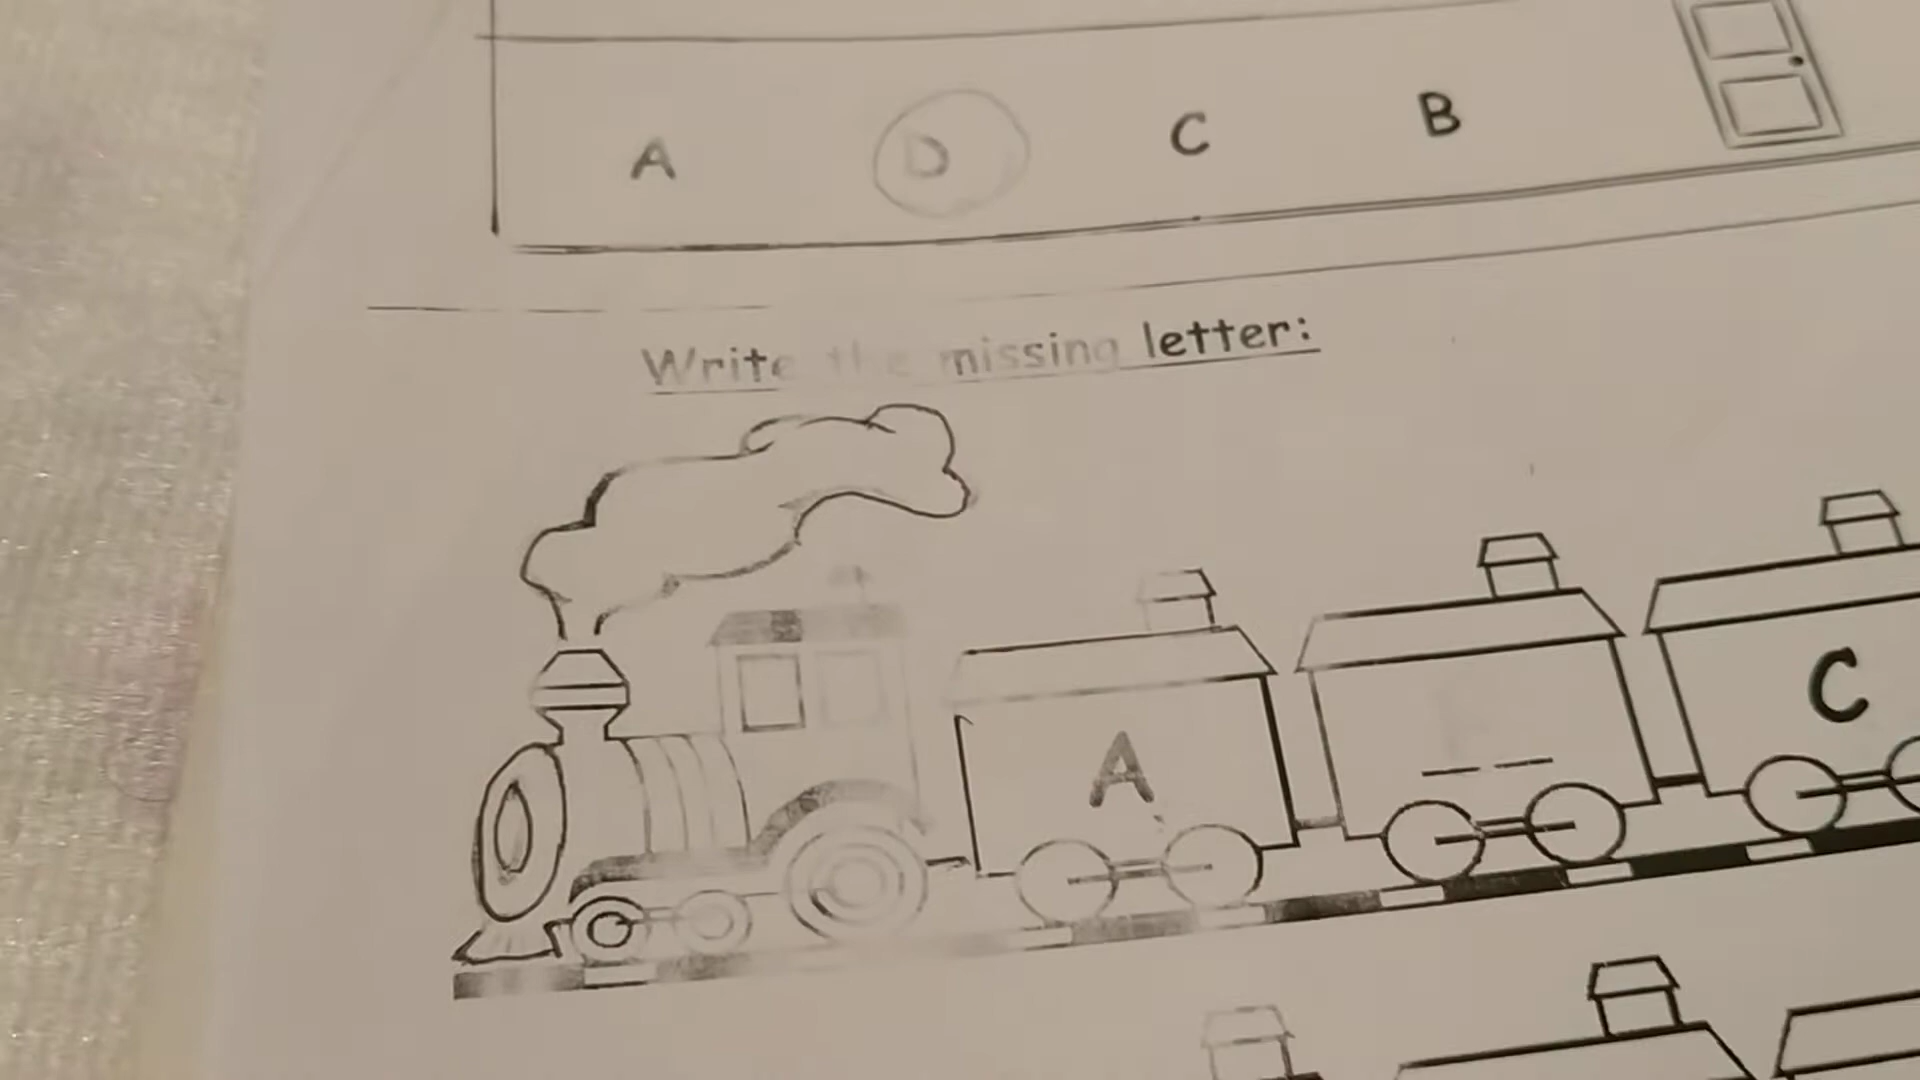 A D C B
Write the missing letter:
A _ _ C